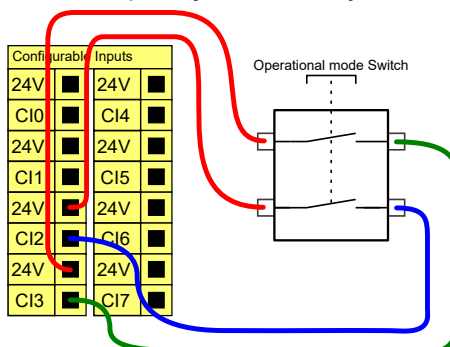 Configurable Inputs
Operational mode Switch
24V 24V
CI0 CI4
24V 24V
CI1 CI5
24V 24V
CI2 CI6
24V 24V
CI3 CI7